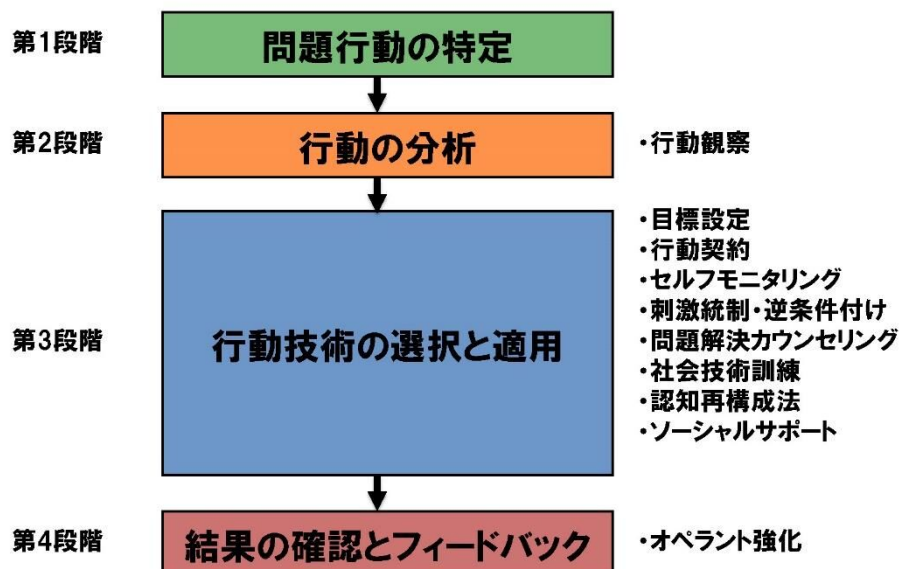 第1段階
問題行動の特定
第2段階
行動の分析
・行動観察
第3段階
行動技術の選択と適用
・目標設定
・行動契約
・セルフモニタリング
・刺激統制・逆条件付け
・問題解決カウンセリング
・社会技術訓練
・認知再構成法
・ソーシャルサポート
第4段階
結果の確認とフィードバック
・オペラント強化